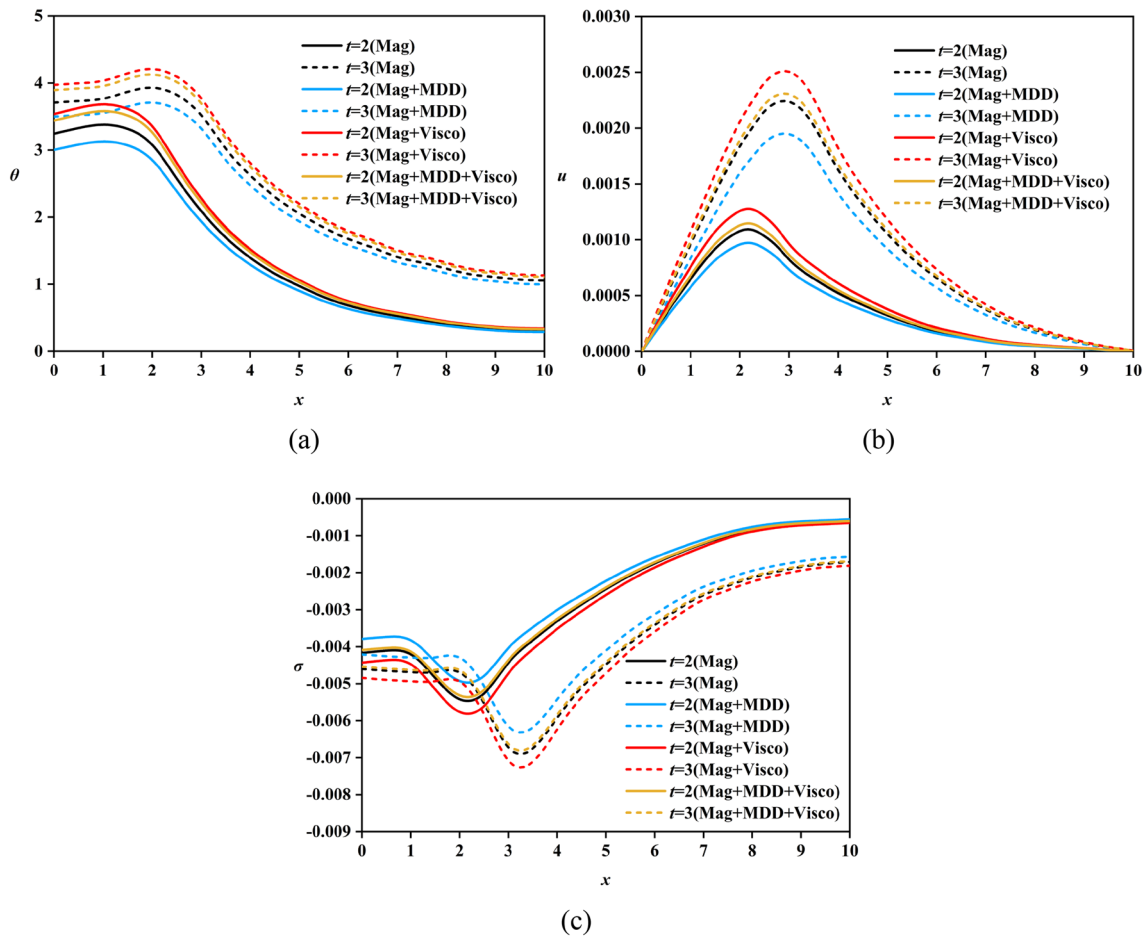 5
4
3
2
1
0
θ
t=2(Mag)
t=3(Mag)
t=2(Mag+MDD)
t=3(Mag+MDD)
t=2(Mag+Visco)
t=3(Mag+Visco)
t=2(Mag+MDD+Visco)
t=3(Mag+MDD+Visco)
0 1 2 3 4 5 6 7 8 9 10
x
(a)
0.0030
0.0025
0.0020
0.0015
0.0010
0.0005
0.0000
u
t=2(Mag)
t=3(Mag)
t=2(Mag+MDD)
t=3(Mag+MDD)
t=2(Mag+Visco)
t=3(Mag+Visco)
t=2(Mag+MDD+Visco)
t=3(Mag+MDD+Visco)
0 1 2 3 4 5 6 7 8 9 10
x
(b)
0.000
-0.001
-0.002
-0.003
-0.004
-0.005
-0.006
-0.007
-0.008
-0.009
σ
t=2(Mag)
t=3(Mag)
t=2(Mag+MDD)
t=3(Mag+MDD)
t=2(Mag+Visco)
t=3(Mag+Visco)
t=2(Mag+MDD+Visco)
t=3(Mag+MDD+Visco)
0 1 2 3 4 5 6 7 8 9 10
x
(c)